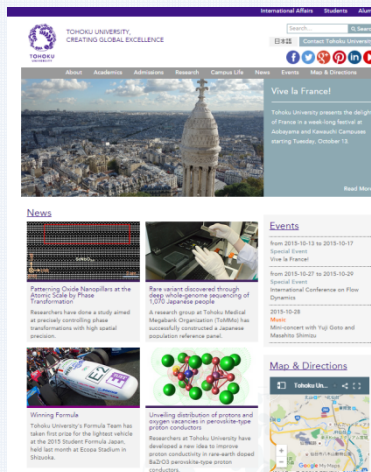 International Affairs Students
TOHOKU UNIVERSITY,
CREATING GLOBAL EXCELLENCE
TOHOKU
UNIVERSITY
Search...
日本語 Contact Tohoku
About Academics Admissions Research Campus Life News Events Map & Directions
Vive la France!
Tohoku University presents the delight
of France in a week-long festival at
Aobayama and Kawauchi Campuses
starting Tuesday, October 13.
Read
News
Patterning Oxide Nanopillars at the
Atomic Scale by Phase
Transformation
Researchers have done a study aimed
at precisely controlling phase
transformations with high spatial
precision.
Rare variant discovered through
deep whole-genome sequencing of
1,070 Japanese people
A research group at Tohoku Medical
Megabank Organization (ToMMo) has
successfully constructed a Japanese
population reference panel.
Winning Formula
Tohoku University's Formula Team has
taken first prize for the lightest vehicle
at the 2015 Student Formula Japan,
held last month at Ecopa Stadium in
Shizuoka.
Unveiling distribution of protons and
oxygen vacancies in perovskite-type
proton conductors
Researchers at Tohoku University have
developed a new idea to improve
proton conductivity in rare-earth doped
BaZrO3 perovskite-type proton
conductors.
Events
from 2015-10-13 to 2015-10-17
Special Event
Vive la France!
from 2015-10-27 to 2015-10-29
Special Event
International Conference on Flow
Dynamics
2015-10-28
Music
Mini-concert with Yuji Goto and
Masahito Shimizu
Map & Directions
Tohoku Un...
Google My Maps